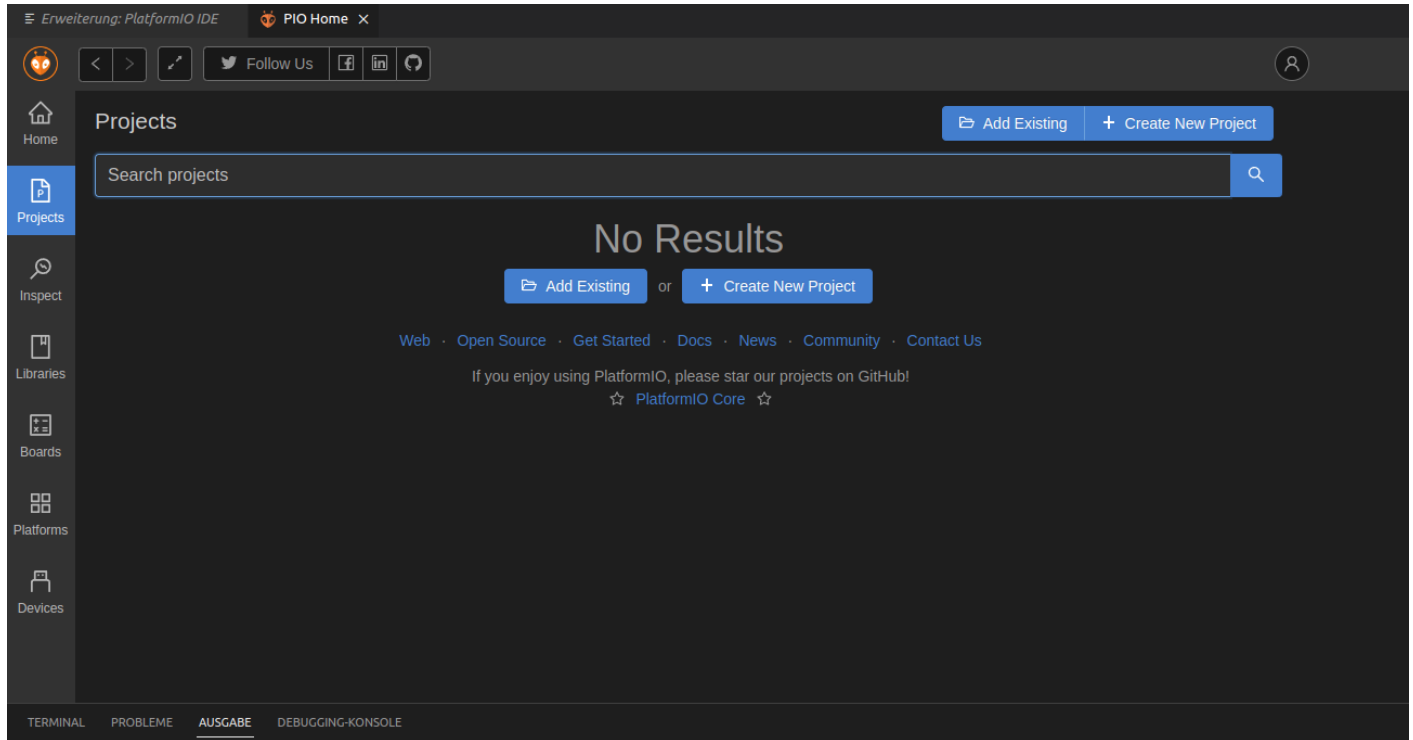 Erweiterung: PlatformIO IDE
PIO Home
Follow Us
Home
Projects
Add Existing
Create New Project
Search projects
Projects
No Results
Add Existing or Create New Project
Inspect
Web · Open Source · Get Started · Docs · News · Community · Contact Us
If you enjoy using PlatformIO, please star our projects on GitHub!
PlatformIO Core
Libraries
Boards
Platforms
Devices
TERMINAL PROBLEME AUSGABE DEBUGGING-KONSOLE